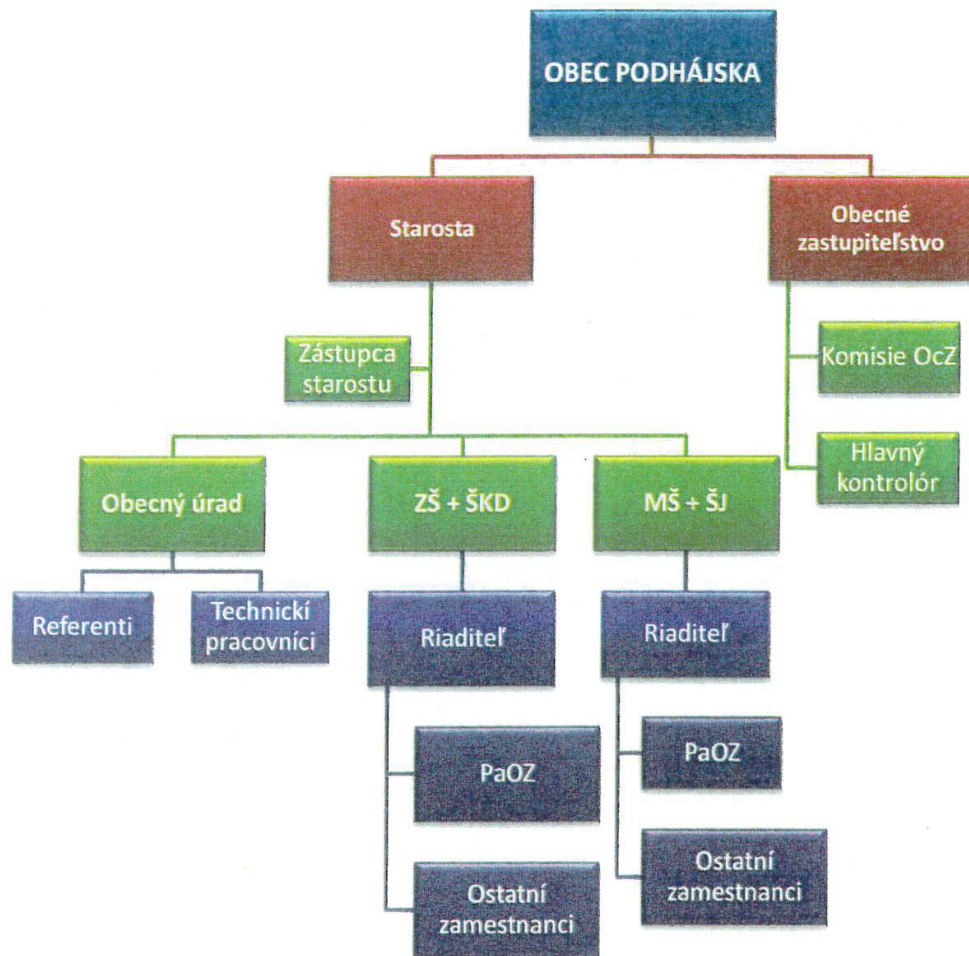 OBEC PODHÁJSKA
Starosta
Obecné
zastupiteľstvo
Zástupca
starostu
Komisie OcZ
Hlavný
kontrolór
Obecný úrad
ZŠ + ŠKD
MŠ + ŠJ
Referenti
Technickí
pracovníci
Riaditeľ
Riaditeľ
PaOZ
PaOZ
Ostatní
zamestnanci
Ostatní
zamestnanci